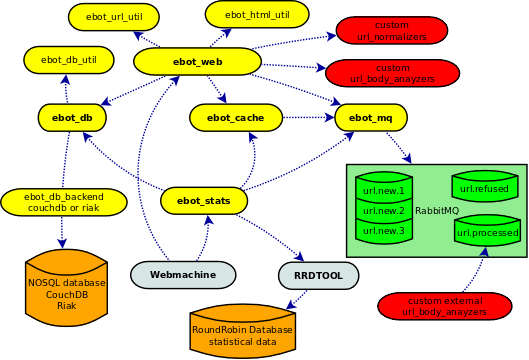 ebot_url_util
ebot_html_util
custom
url_normalizers
ebot_db_util
ebot_web
custom
url_body_anayzers
ebot_db
ebot_cache
ebot_mq
ebot_db_backend
couchdb or riak
ebot_stats
url.new.1
url.new.2
url.new.3
RabbitMQ
url.refused
url.processed
Webmachine
RRDTOOL
NOSQL database
CouchDB
Riak
custom external
url_body_anayzers
RoundRobin Database
statistical data